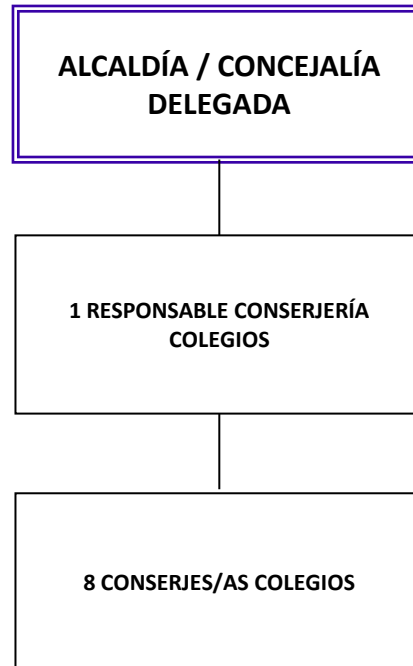 ALCALDÍA / CONCEJALÍA
DELEGADA
1 RESPONSABLE CONSERJERÍA
COLEGIOS
8 CONSERJES/AS COLEGIOS